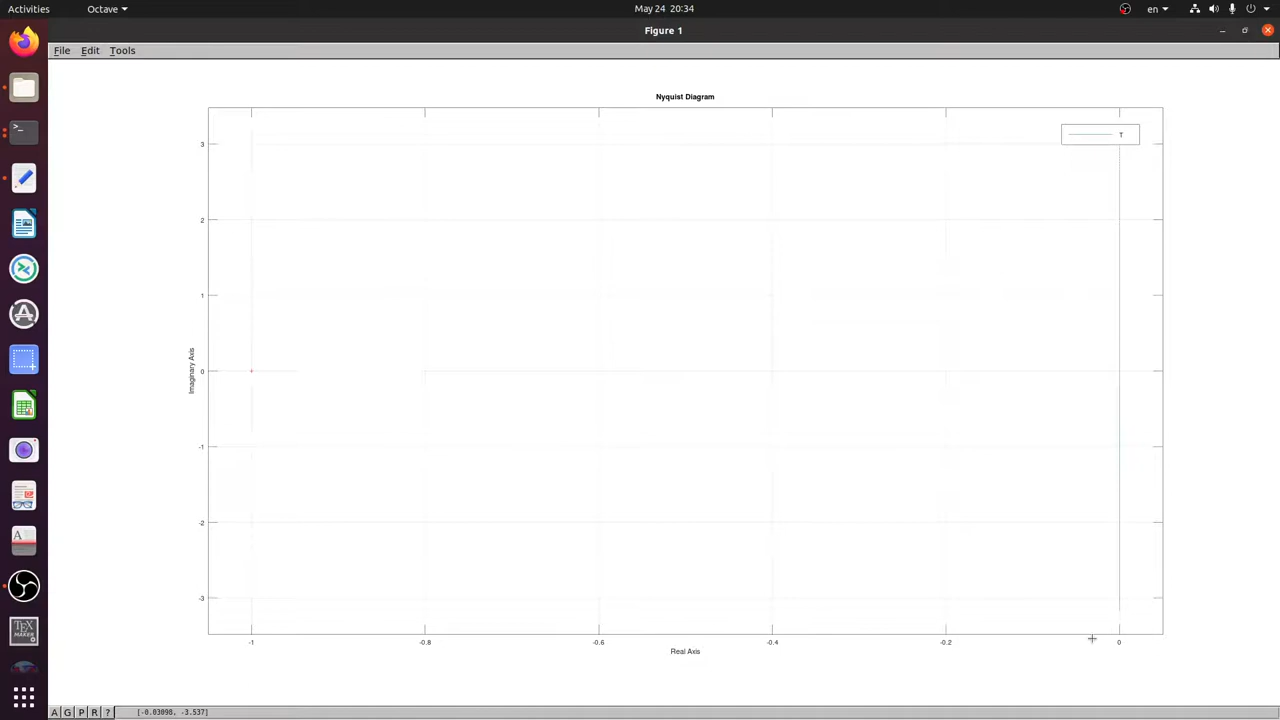 Activities
Octave
May 24 20:34
en
Figure 1
File
Edit
Tools
Nyquist Diagram
T
3
2
1
0
-1
-2
-3
Imaginary Axis
-1
-0.8
-0.6
-0.4
-0.2
0
Real Axis
A
G
P
R
?
[-0.03098, -3.537]
TEX
MAKER